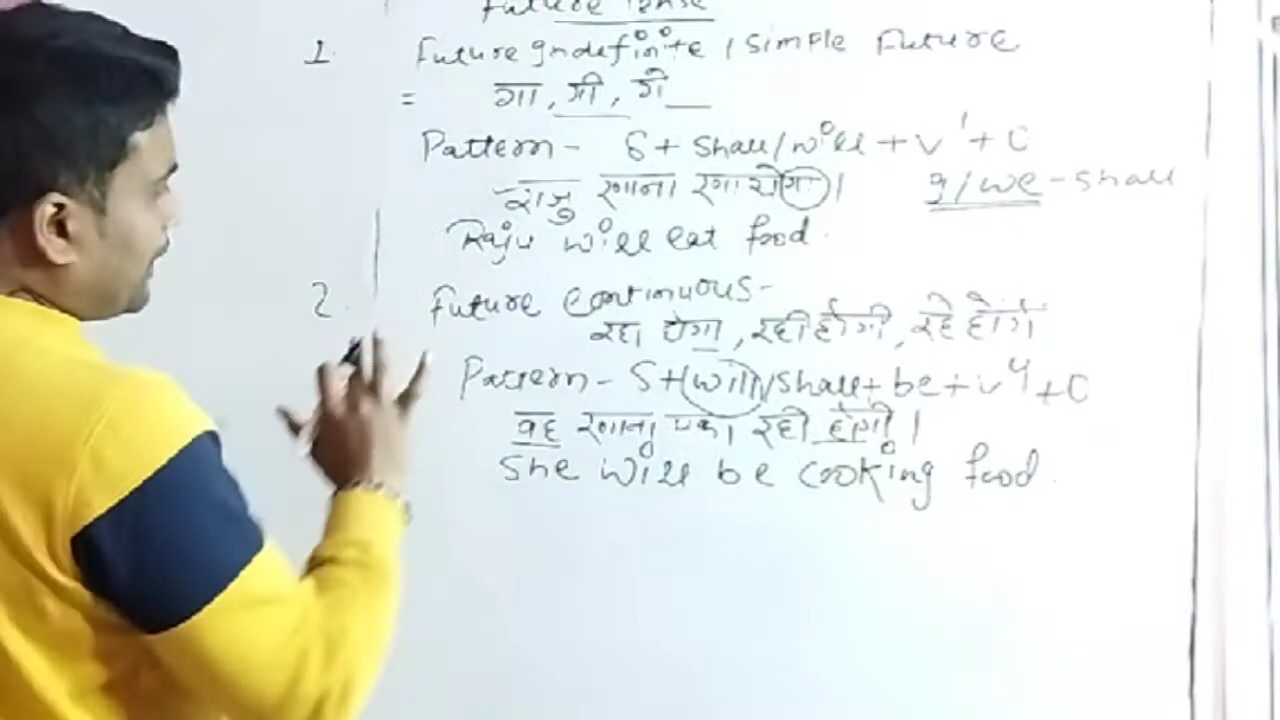 Future Tense
1 Future Indefinite / Simple Future
= गा, गी, गे
Pattern - S + shall/will + v1 + O
राजु खाना खायेगा। I/we - shall
Raju will eat food.
2. Future Continuous -
रहा होगा, रही होगी, रहे होंगे
Pattern - S + will/shall + be + v4 + O
वह खाना पका रही होगी।
She will be cooking food.